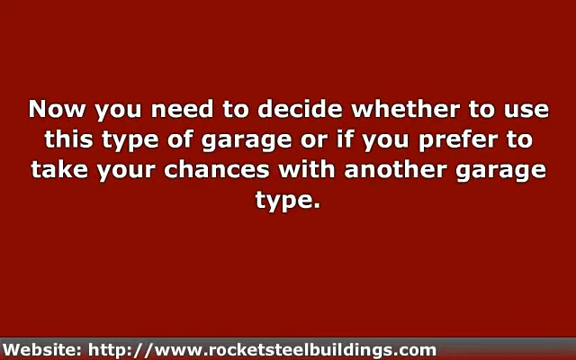 Now you need to decide whether to use
this type of garage or if you prefer to
take your chances with another garage
type.
Website: http://www.rocketsteelbuildings.com